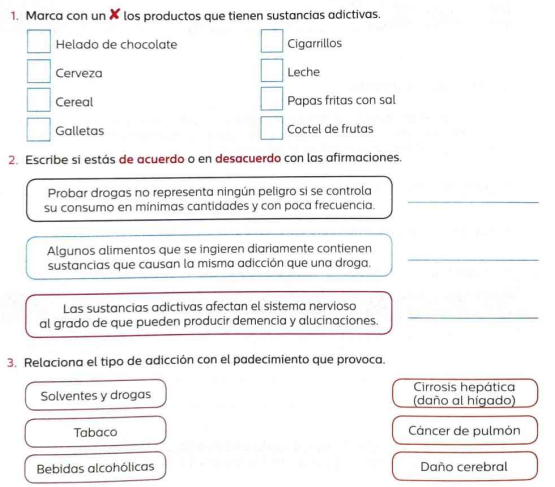 1. Marca con un ✘ los productos que tienen sustancias adictivas.
Helado de chocolate
Cigarrillos
Cerveza
Leche
Cereal
Papas fritas con sal
Galletas
Coctel de frutas
2. Escribe si estás de acuerdo o en desacuerdo con las afirmaciones.
Probar drogas no representa ningún peligro si se controla
su consumo en mínimas cantidades y con poca frecuencia.
Algunos alimentos que se ingieren diariamente contienen
sustancias que causan la misma adicción que una droga.
Las sustancias adictivas afectan el sistema nervioso
al grado de que pueden producir demencia y alucinaciones.
3. Relaciona el tipo de adicción con el padecimiento que provoca.
Solventes y drogas
Cirrosis hepática
(daño al hígado)
Tabaco
Cáncer de pulmón
Bebidas alcohólicas
Daño cerebral